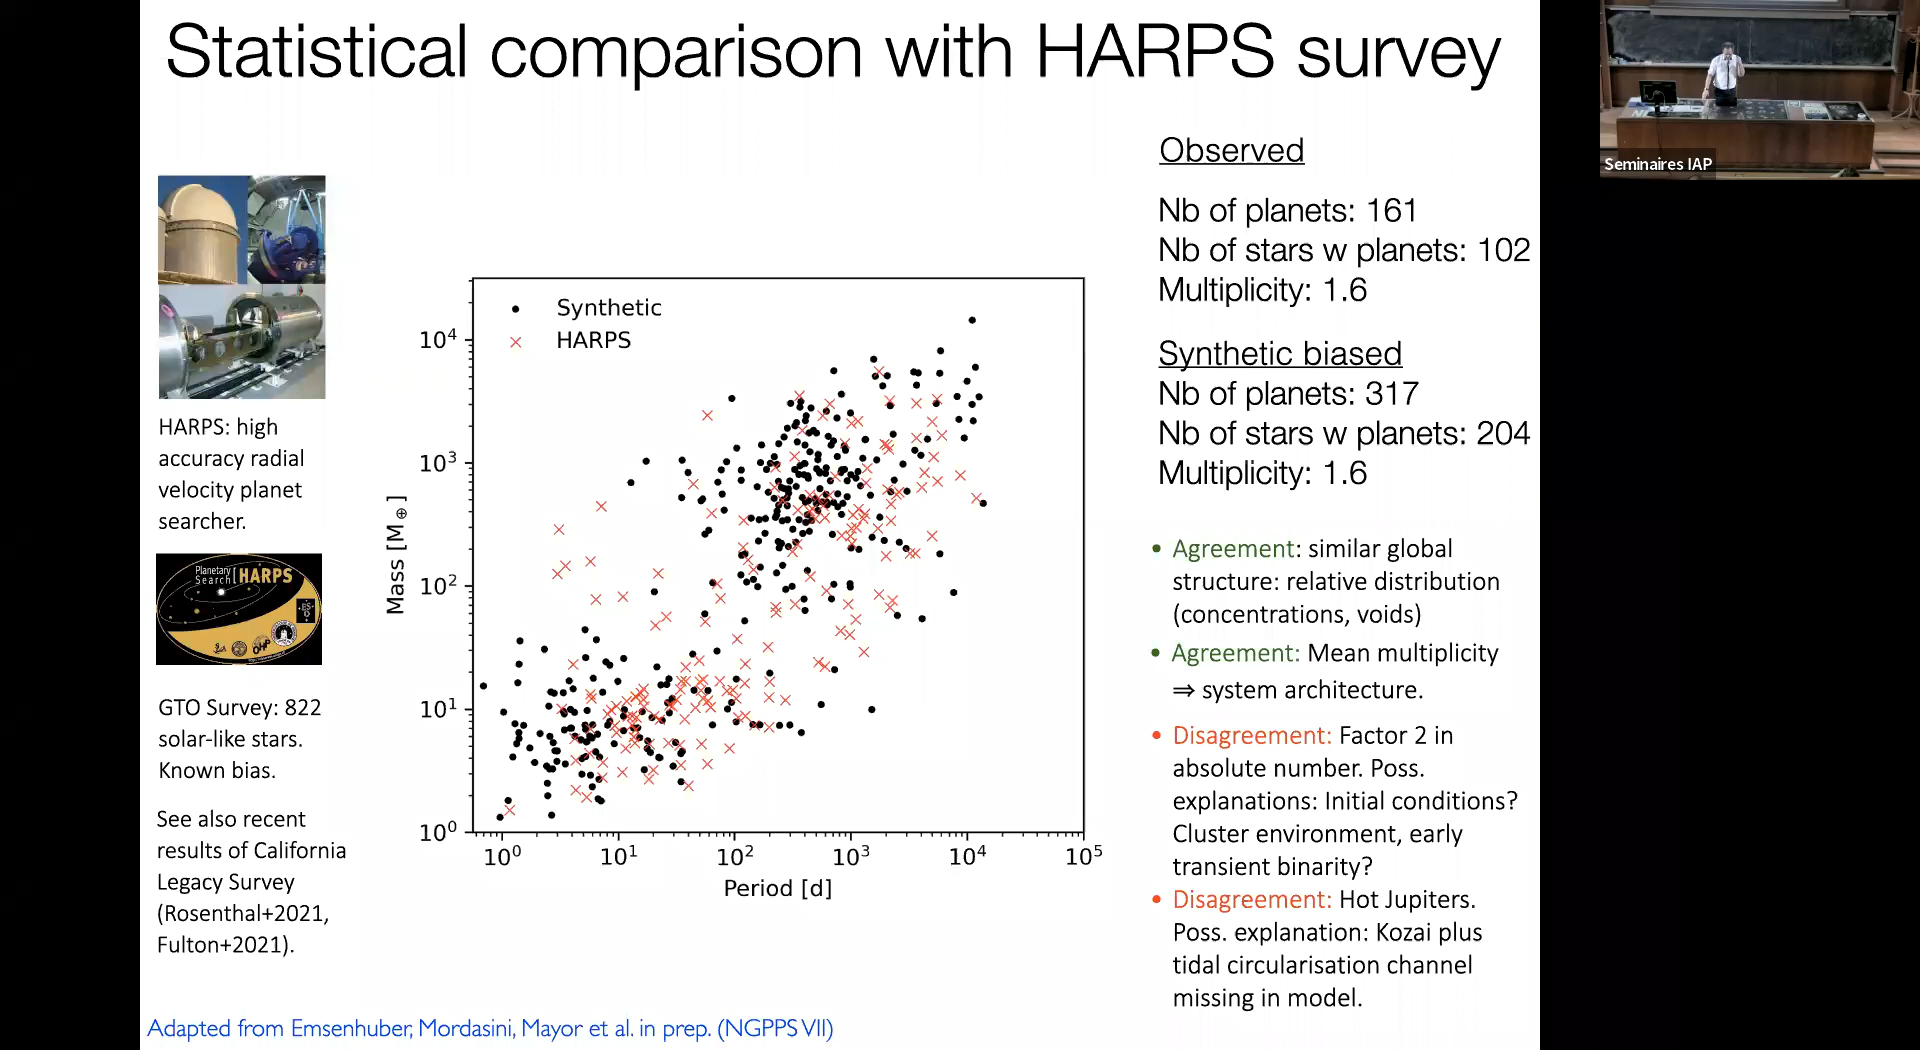 Statistical comparison with HARPS survey
Seminaires IAP
HARPS: high
accuracy radial
velocity planet
searcher.
Planetary
Search
HARPS
GTO Survey: 822
solar-like stars.
Known bias.
See also recent
results of California
Legacy Survey
(Rosenthal+2021,
Fulton+2021).
Synthetic
HARPS
10⁴
10³
10²
10¹
10⁰
Mass [M⊕]
10⁰ 10¹ 10² 10³ 10⁴ 10⁵
Period [d]
Observed
Nb of planets: 161
Nb of stars w planets: 102
Multiplicity: 1.6
Synthetic biased
Nb of planets: 317
Nb of stars w planets: 204
Multiplicity: 1.6
• Agreement: similar global
structure: relative distribution
(concentrations, voids)
• Agreement: Mean multiplicity
⇒ system architecture.
• Disagreement: Factor 2 in
absolute number. Poss.
explanations: Initial conditions?
Cluster environment, early
transient binarity?
• Disagreement: Hot Jupiters.
Poss. explanation: Kozai plus
tidal circularisation channel
missing in model.
Adapted from Emsenhuber, Mordasini, Mayor et al. in prep. (NGPPS VII)